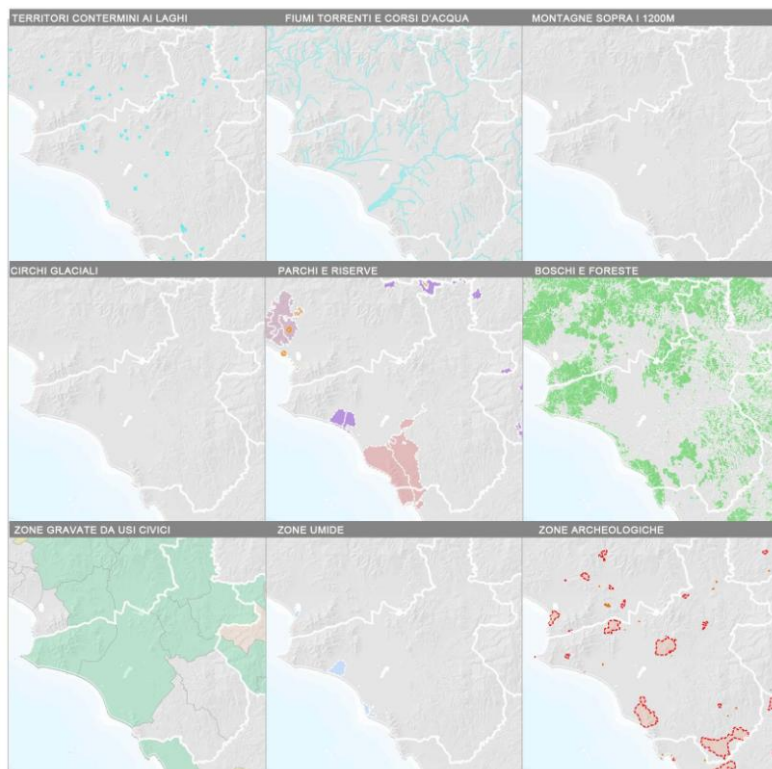 TERRITORI CONTERMINI AI LAGHI
FIUMI TORRENTI E CORSI D'ACQUA
MONTAGNE SOPRA I 1200M
CIRCHI GLACIALI
PARCHI E RISERVE
BOSCHI E FORESTE
ZONE GRAVATE DA USI CIVICI
ZONE UMIDE
ZONE ARCHEOLOGICHE